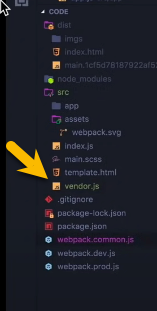 CODE
dist
imgs
index.html
main.1cf5d78187922af6
node_modules
src
app
assets
webpack.svg
index.js
main.scss
template.html
vendor.js
.gitignore
package-lock.json
package.json
webpack.common.js
webpack.dev.js
webpack.prod.js